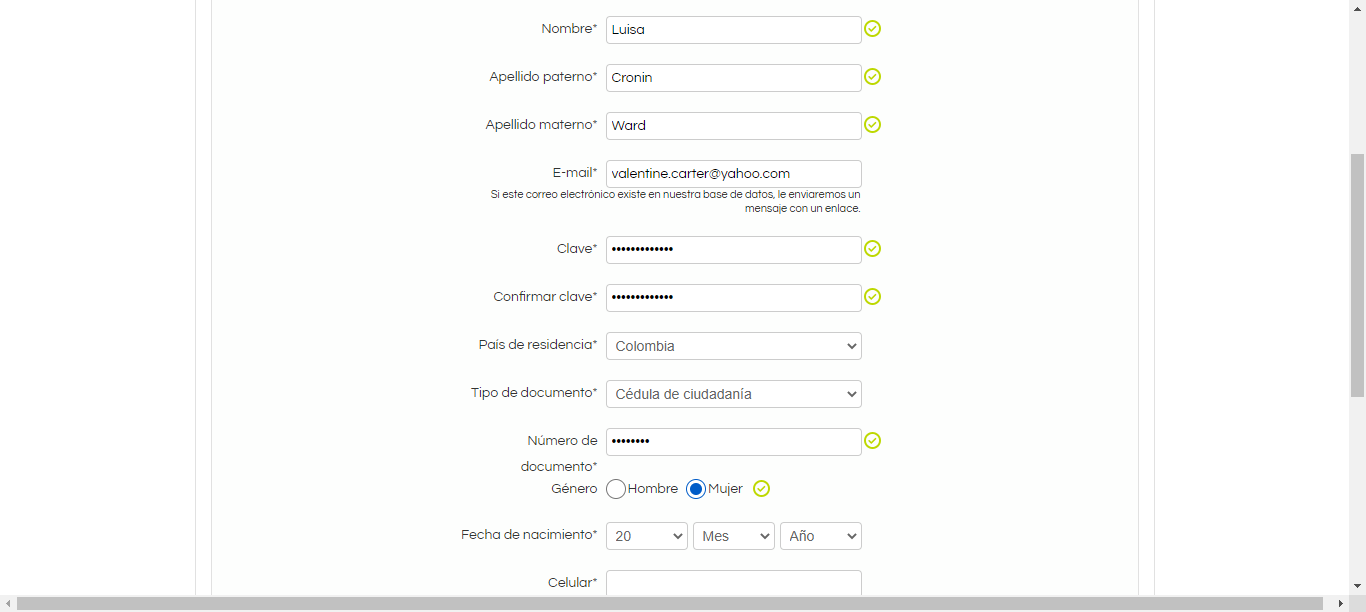 Nombre* Luisa
Apellido paterno* Cronin
Apellido materno* Ward
E-mail* valentine.carter@yahoo.com
Si este correo electrónico existe en nuestra base de datos, le enviaremos un
mensaje con un enlace.
Clave* •••••••••••••
Confirmar clave* •••••••••••••
País de residencia* Colombia
Tipo de documento* Cédula de ciudadanía
Número de ••••••••
documento*
Género Hombre Mujer
Fecha de nacimiento* 20 Mes Año
Celular*